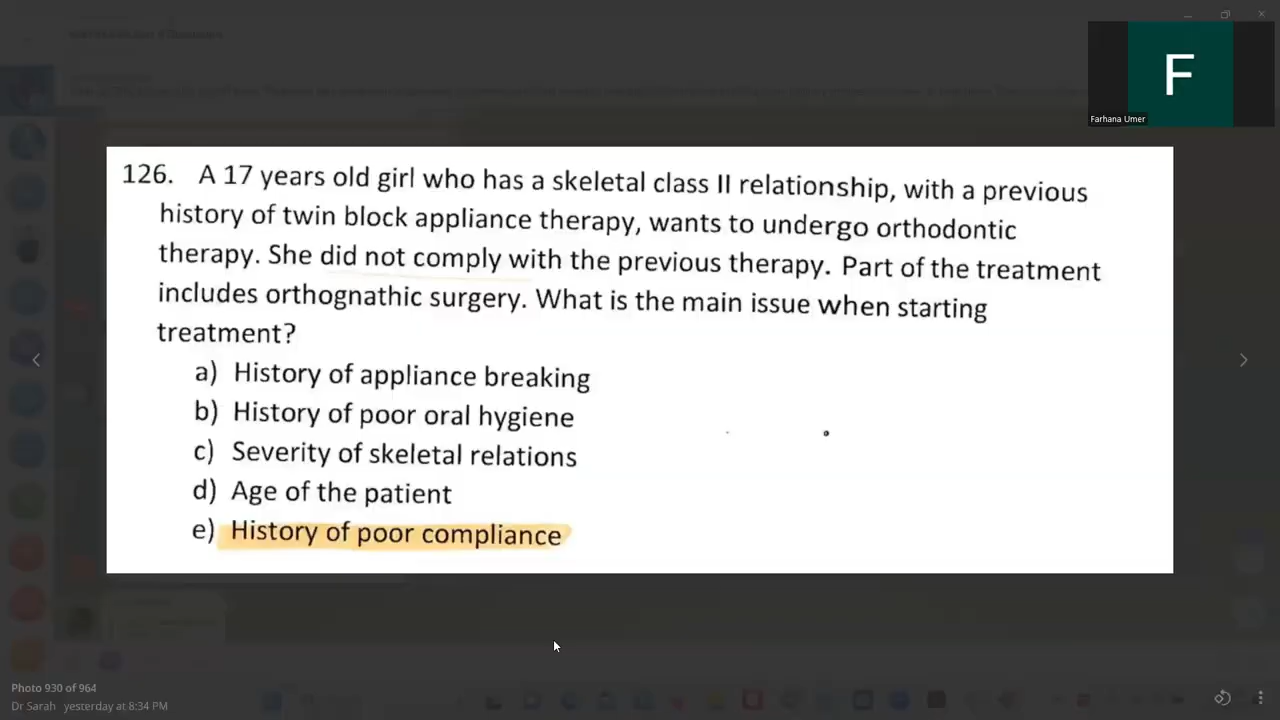 F
Farhana Umer
126. A 17 years old girl who has a skeletal class II relationship, with a previous
history of twin block appliance therapy, wants to undergo orthodontic
therapy. She did not comply with the previous therapy. Part of the treatment
includes orthognathic surgery. What is the main issue when starting
treatment?
a) History of appliance breaking
b) History of poor oral hygiene
c) Severity of skeletal relations
d) Age of the patient
e) History of poor compliance
Photo 930 of 964
Dr Sarah yesterday at 8:34 PM